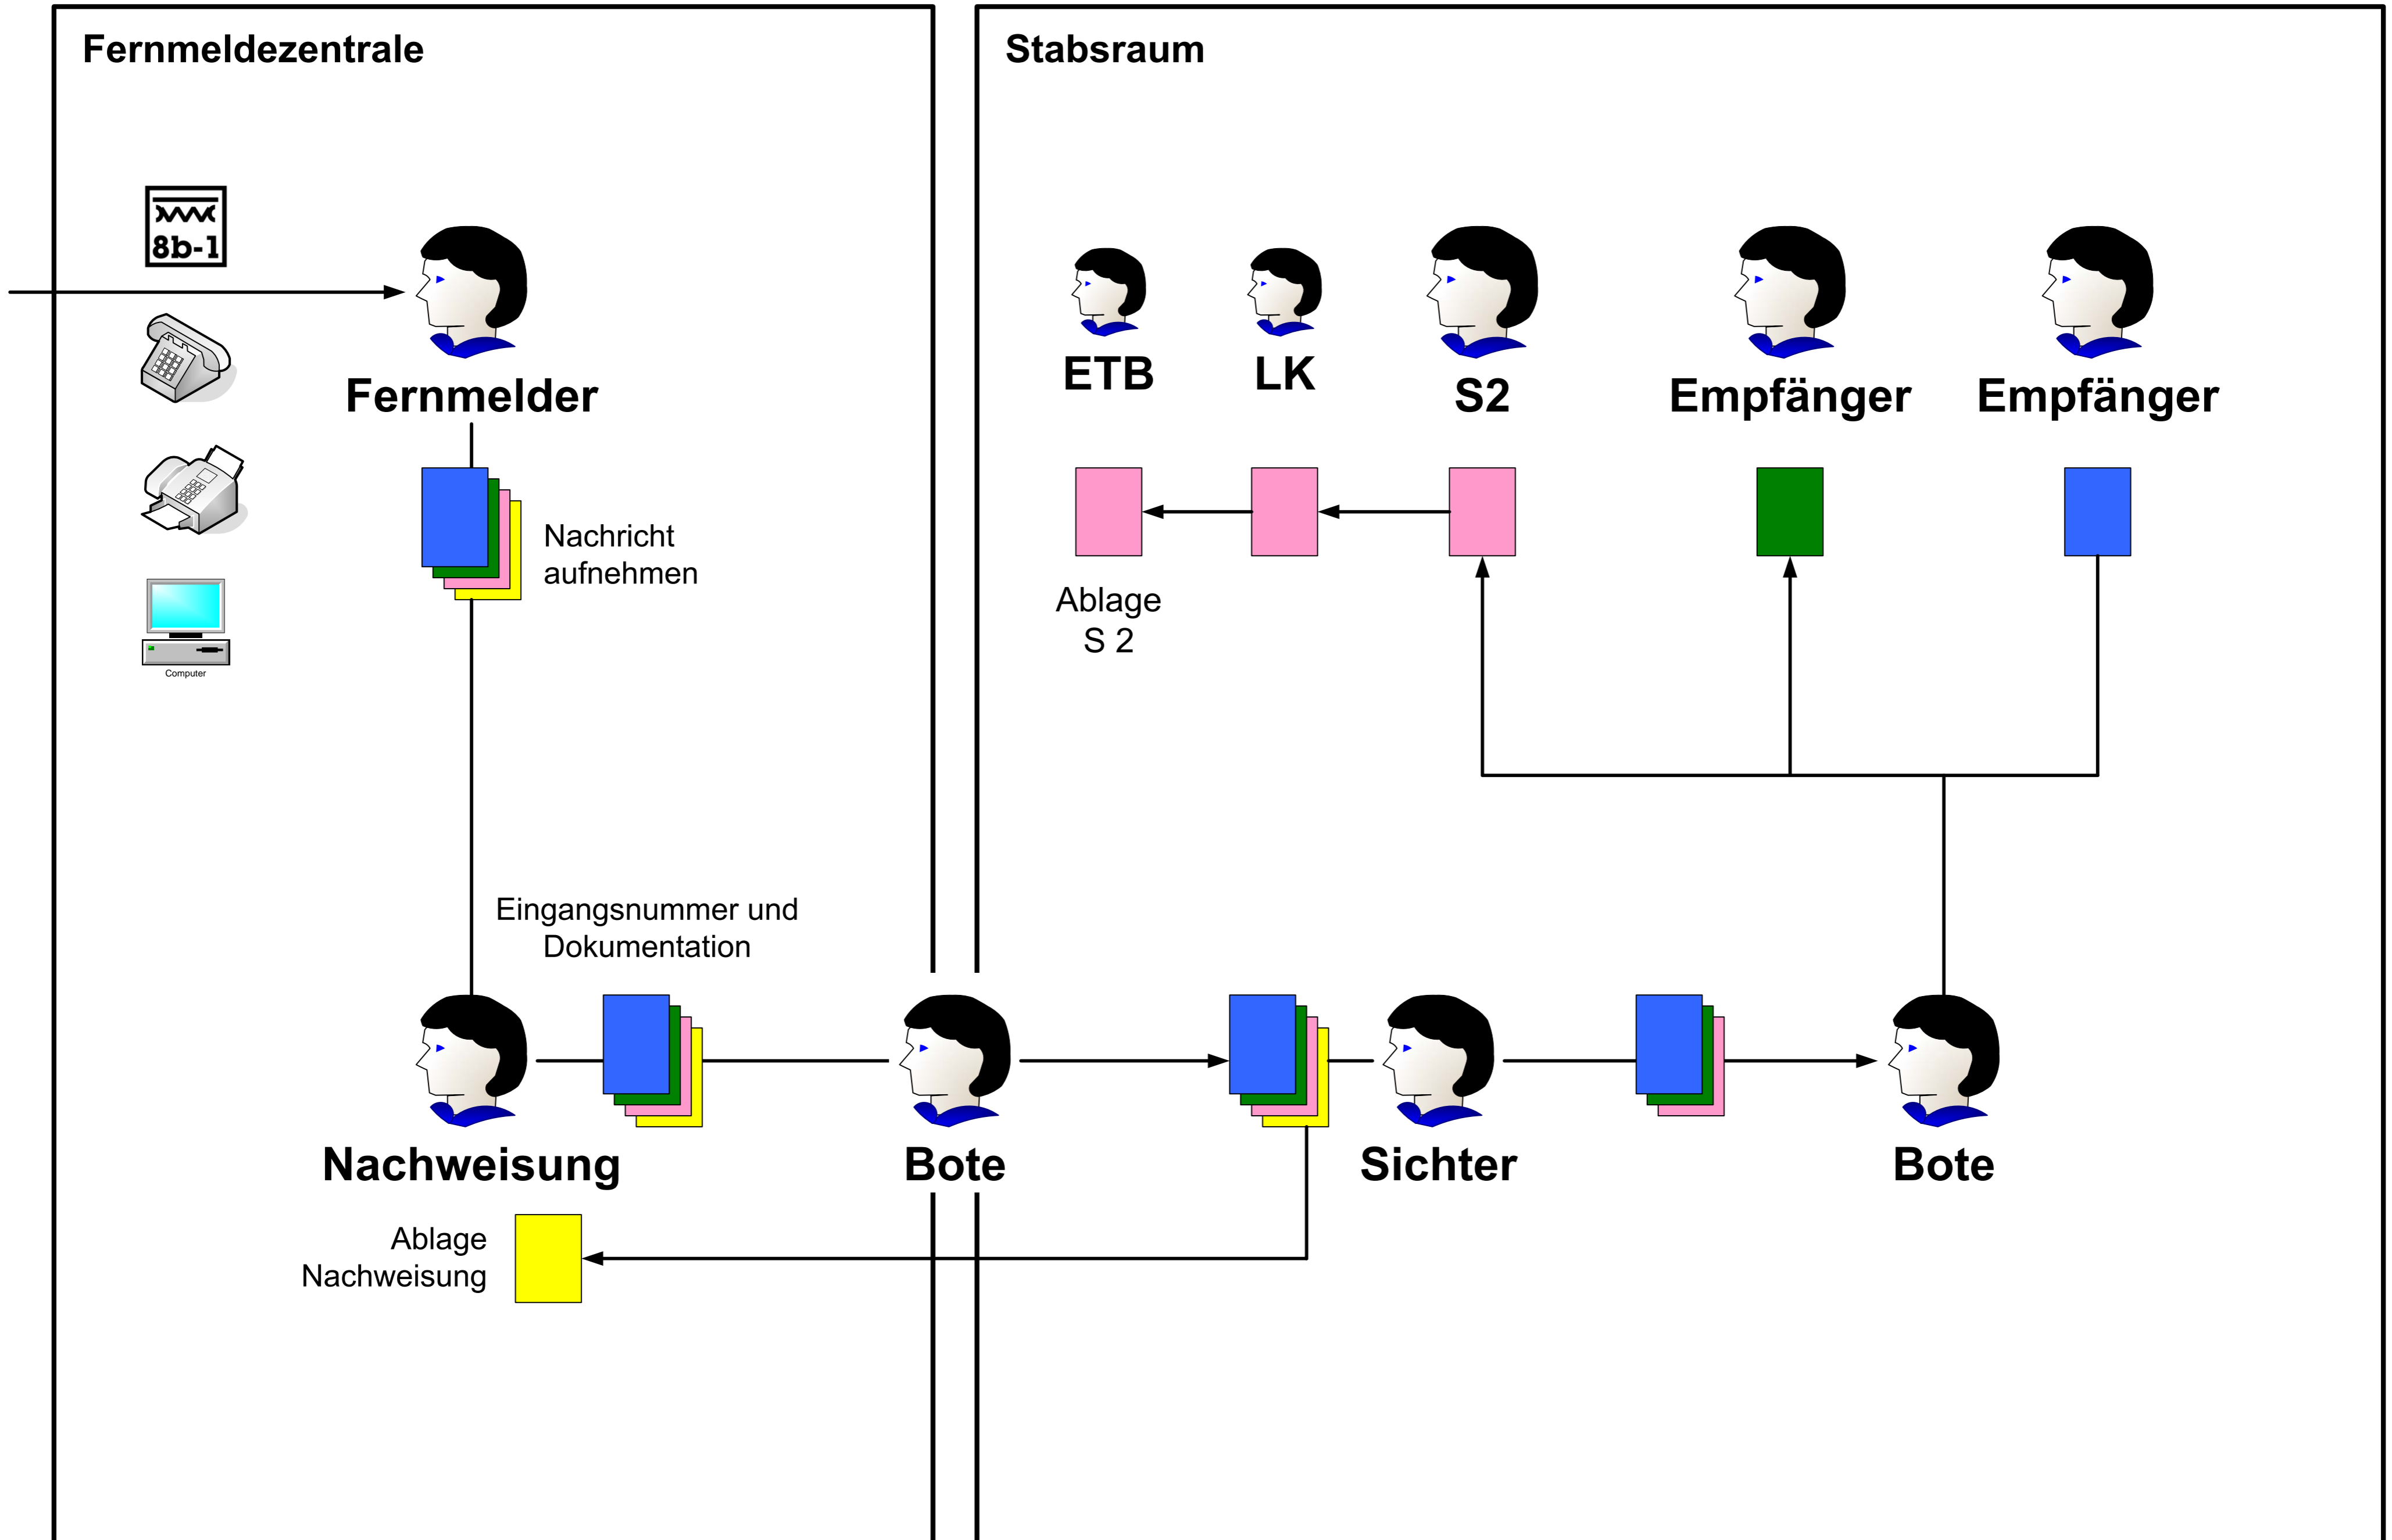 Fernmeldezentrale
Stabsraum
8b-1
Fernmelder
ETB
LK
S2
Empfänger
Empfänger
Nachricht
aufnehmen
Ablage
S 2
Computer
Eingangsnummer und
Dokumentation
Nachweisung
Bote
Sichter
Bote
Ablage
Nachweisung